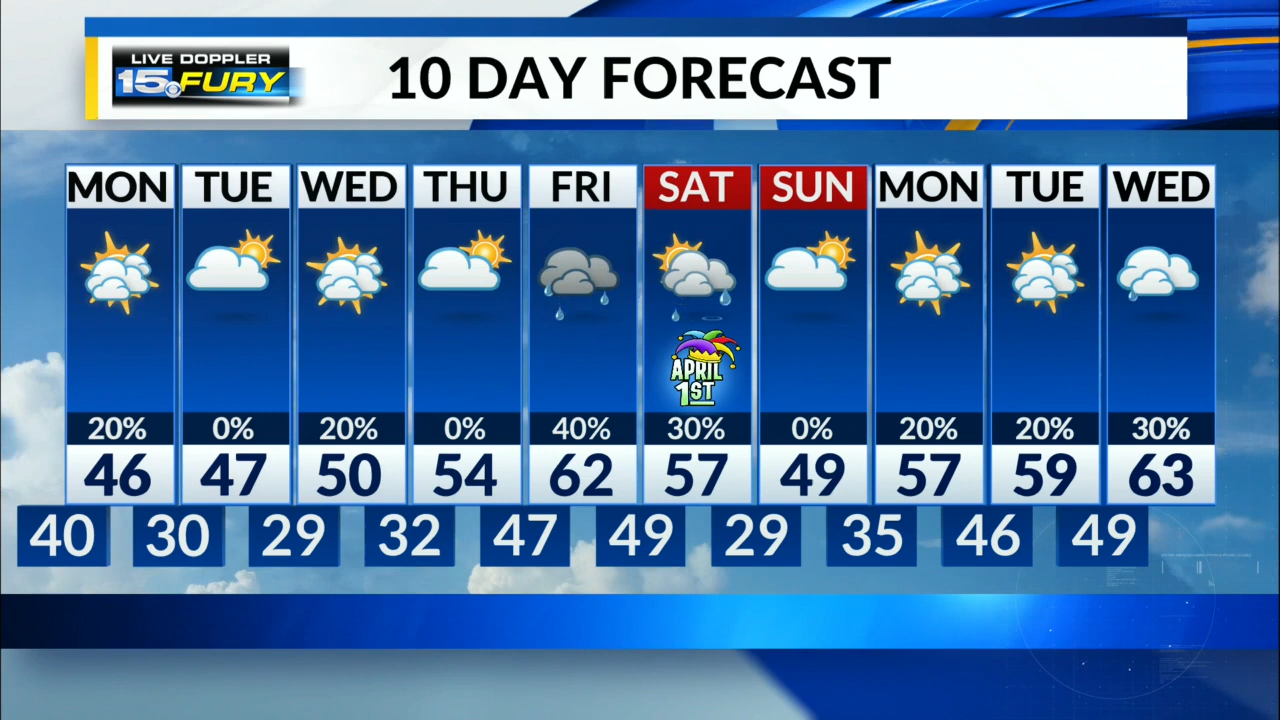 LIVE DOPPLER
15 FURY
10 DAY FORECAST
MON TUE WED THU FRI SAT SUN MON TUE WED
APRIL
1ST
20% 0% 20% 0% 40% 30% 0% 20% 20% 30%
46 47 50 54 62 57 49 57 59 63
40 30 29 32 47 49 29 35 46 49